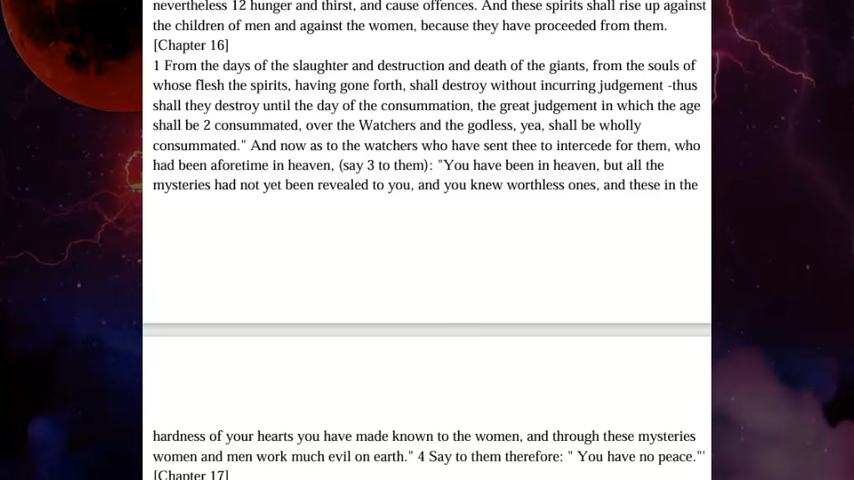 nevertheless 12 hunger and thirst, and cause offences. And these spirits shall rise up against
the children of men and against the women, because they have proceeded from them.
[Chapter 16]
1 From the days of the slaughter and destruction and death of the giants, from the souls of
whose flesh the spirits, having gone forth, shall destroy without incurring judgement -thus
shall they destroy until the day of the consummation, the great judgement in which the age
shall be 2 consummated, over the Watchers and the godless, yea, shall be wholly
consummated." And now as to the watchers who have sent thee to intercede for them, who
had been aforetime in heaven, (say 3 to them): "You have been in heaven, but all the
mysteries had not yet been revealed to you, and you knew worthless ones, and these in the
hardness of your hearts you have made known to the women, and through these mysteries
women and men work much evil on earth." 4 Say to them therefore: " You have no peace."'
[Chapter 17]